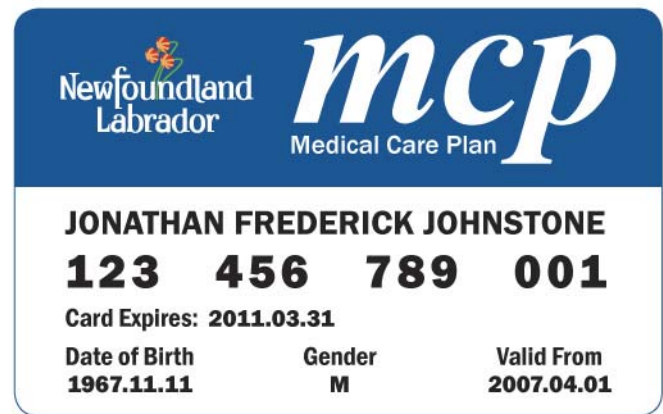 Newfoundland
Labrador
mcp
Medical Care Plan
JONATHAN FREDERICK JOHNSTONE
123 456 789 001
Card Expires: 2011.03.31
Date of Birth Gender Valid From
1967.11.11 M 2007.04.01